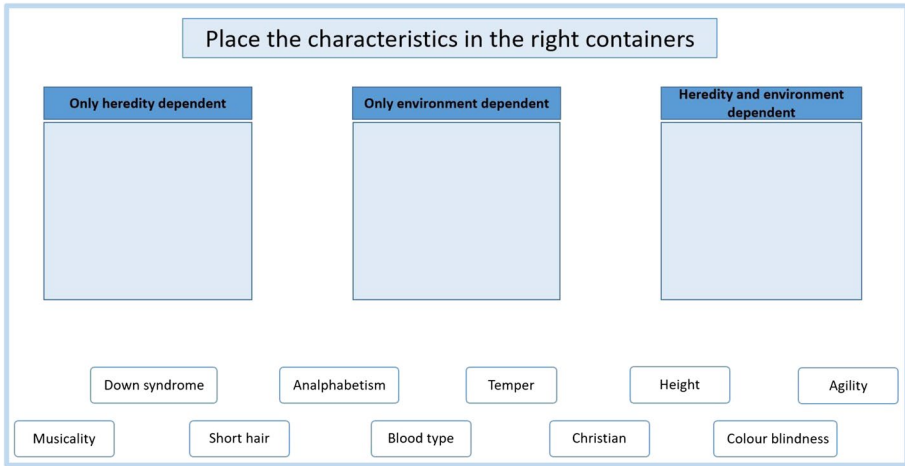 Place the characteristics in the right containers
Only heredity dependent
Only environment dependent
Heredity and environment
dependent
Down syndrome
Analphabetism
Temper
Height
Agility
Musicality
Short hair
Blood type
Christian
Colour blindness